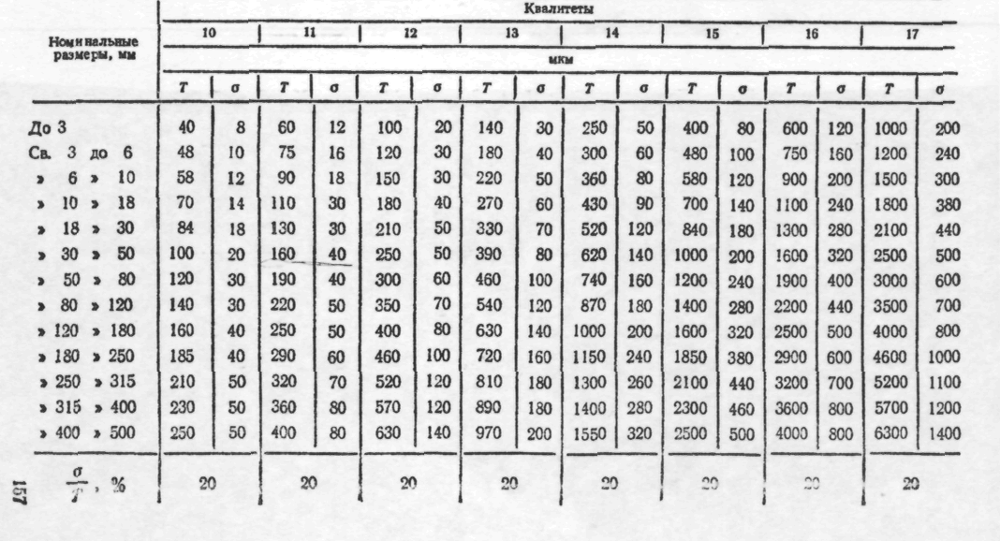 Квалитеты
Номинальные размеры, мм 10 11 12 13 14 15 16 17
мкм
T σ T σ T σ T σ T σ T σ T σ T σ
До 3 40 8 60 12 100 20 140 30 250 50 400 80 600 120 1000 200
Св. 3 до 6 48 10 75 16 120 30 180 40 300 60 480 100 750 160 1200 240
» 6 » 10 58 12 90 18 150 30 220 50 360 80 580 120 900 200 1500 300
» 10 » 18 70 14 110 30 180 40 270 60 430 90 700 140 1100 240 1800 380
» 18 » 30 84 18 130 30 210 50 330 70 520 120 840 180 1300 280 2100 440
» 30 » 50 100 20 160 40 250 50 390 80 620 140 1000 200 1600 320 2500 500
» 50 » 80 120 30 190 40 300 60 460 100 740 160 1200 240 1900 400 3000 600
» 80 » 120 140 30 220 50 350 70 540 120 870 180 1400 280 2200 440 3500 700
» 120 » 180 160 40 250 50 400 80 630 140 1000 200 1600 320 2500 500 4000 800
» 180 » 250 185 40 290 60 460 100 720 160 1150 240 1850 380 2900 600 4600 1000
» 250 » 315 210 50 320 70 520 120 810 180 1300 260 2100 440 3200 700 5200 1100
» 315 » 400 230 50 360 80 570 120 890 180 1400 280 2300 460 3600 800 5700 1200
» 400 » 500 250 50 400 80 630 140 970 200 1550 320 2500 500 4000 800 6300 1400
σ/T, % 20 20 20 20 20 20 20 20
157